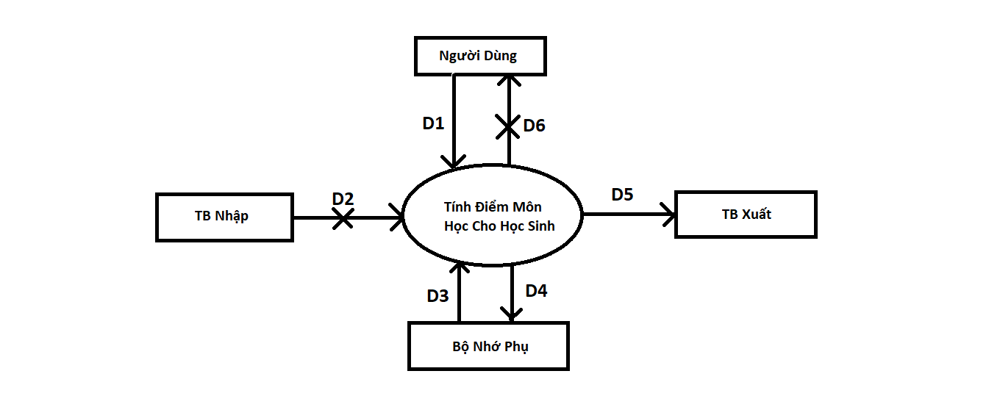 Người Dùng
D1
D6
D2
TB Nhập
Tính Điểm Môn
Học Cho Học Sinh
D5
TB Xuất
D3
D4
Bộ Nhớ Phụ